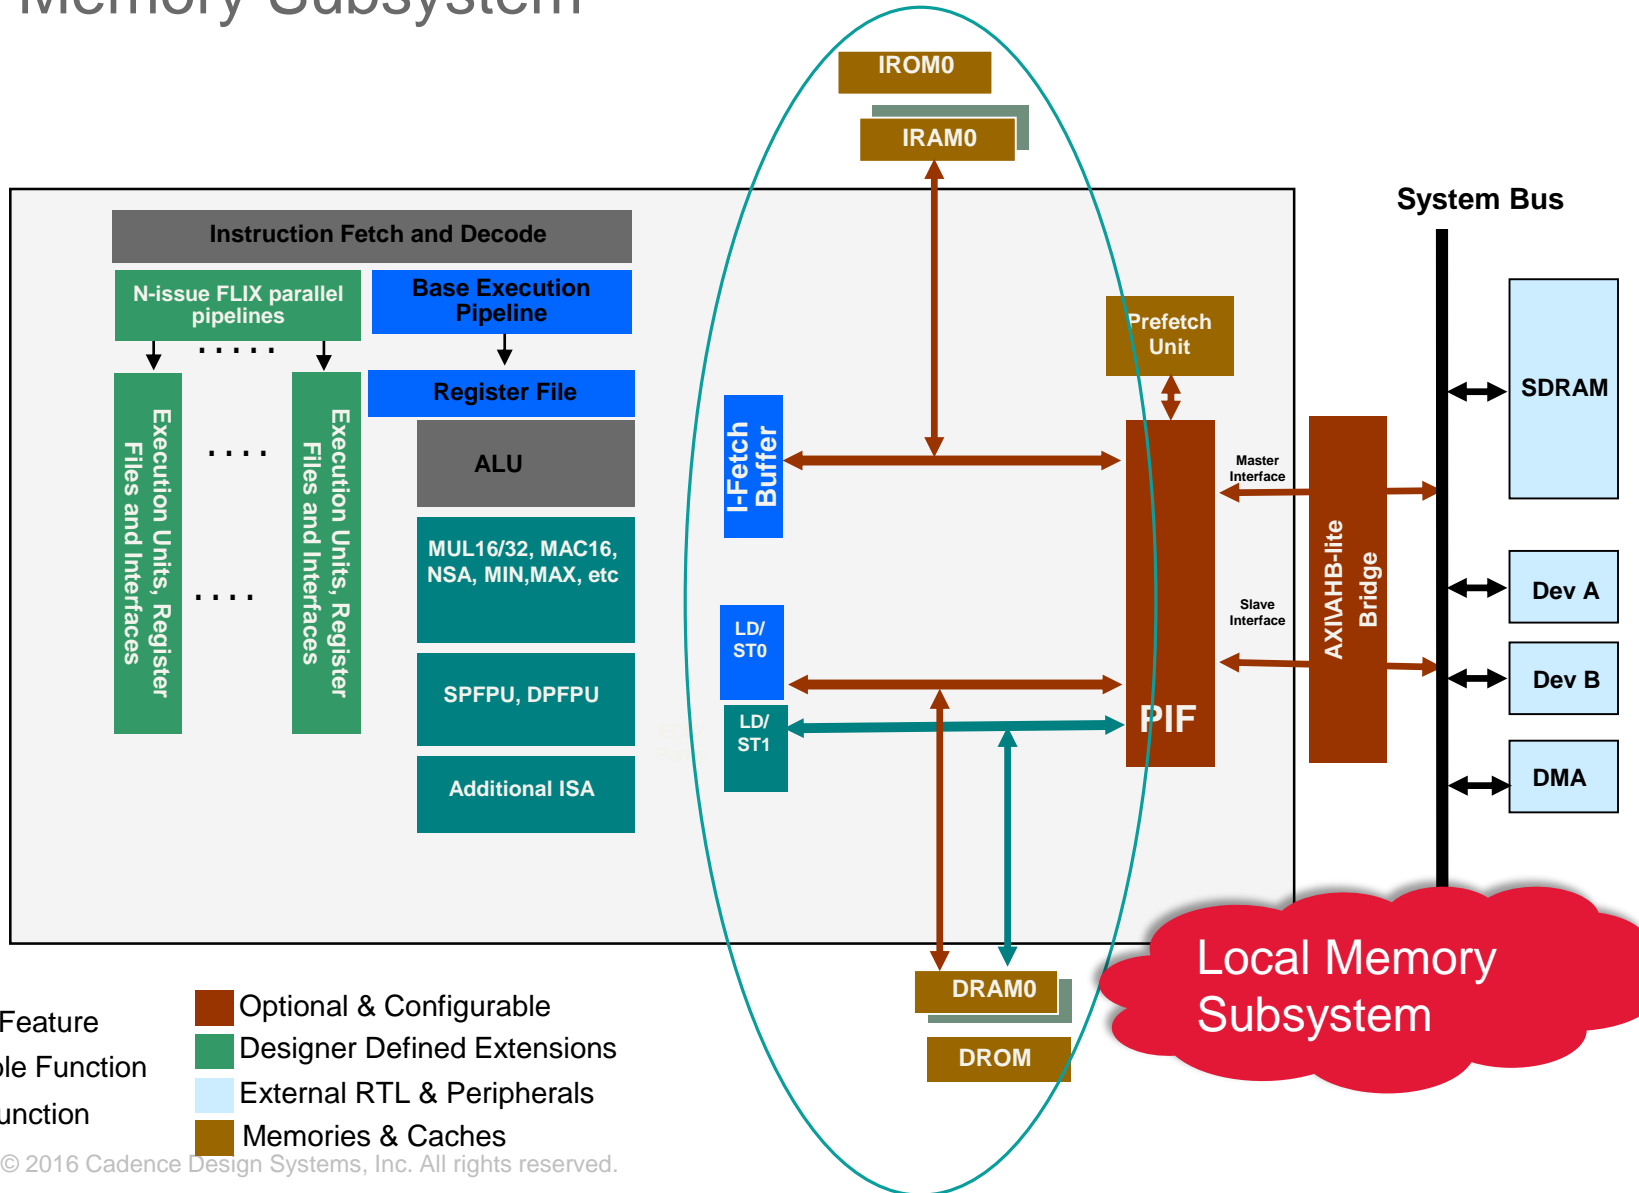 Memory Subsystem
IROM0
IRAM0
System Bus
Instruction Fetch and Decode
N-issue FLIX parallel
pipelines
Base Execution
Pipeline
.....
Register File
Execution Units, Register
Files and Interfaces
....
....
Execution Units, Register
Files and Interfaces
ALU
MUL16/32, MAC16,
NSA, MIN,MAX, etc
SPFPU, DPFPU
Additional ISA
I-Fetch
Buffer
LD/
ST0
LD/
ST1
Prefetch
Unit
PIF
Master
Interface
Slave
Interface
AXI\AHB-lite
Bridge
SDRAM
Dev A
Dev B
DMA
DRAM0
DROM
Local Memory
Subsystem
Feature
Function
Optional & Configurable
Designer Defined Extensions
External RTL & Peripherals
Memories & Caches
© 2016 Cadence Design Systems, Inc. All rights reserved.